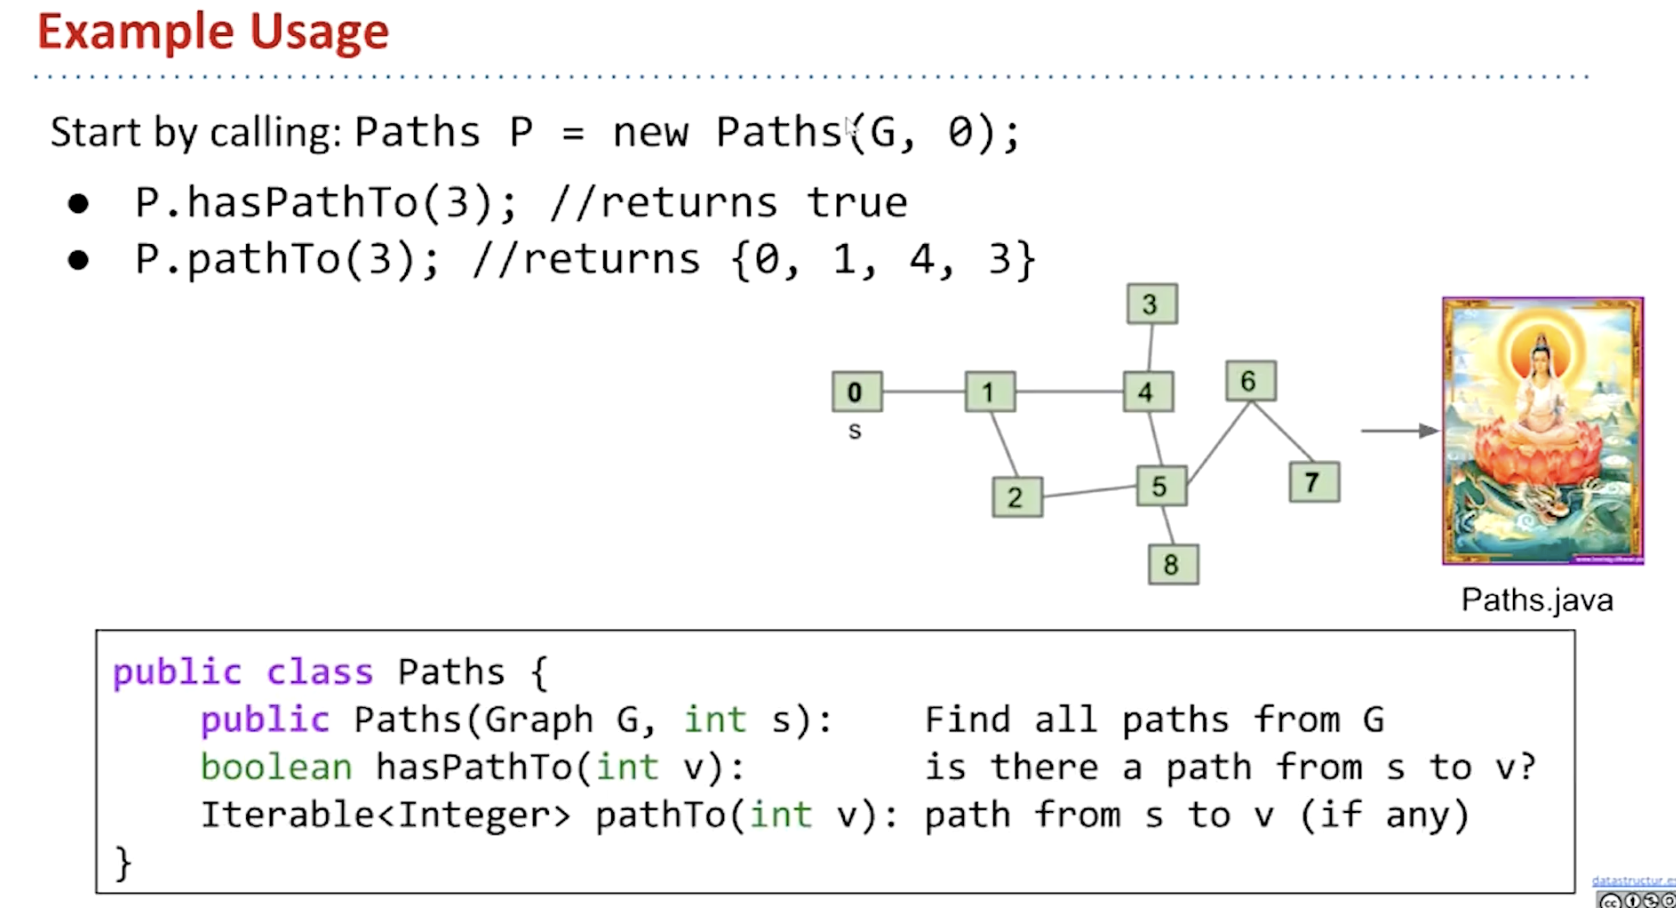 Example Usage
Start by calling: Paths P = new Paths(G, 0);
● P.hasPathTo(3); //returns true
● P.pathTo(3); //returns {0, 1, 4, 3}
3
0 1 4 6
s
2 5 7
8
Paths.java
public class Paths {
public Paths(Graph G, int s): Find all paths from G
boolean hasPathTo(int v): is there a path from s to v?
Iterable<Integer> pathTo(int v): path from s to v (if any)
}
datastructur.es
cc